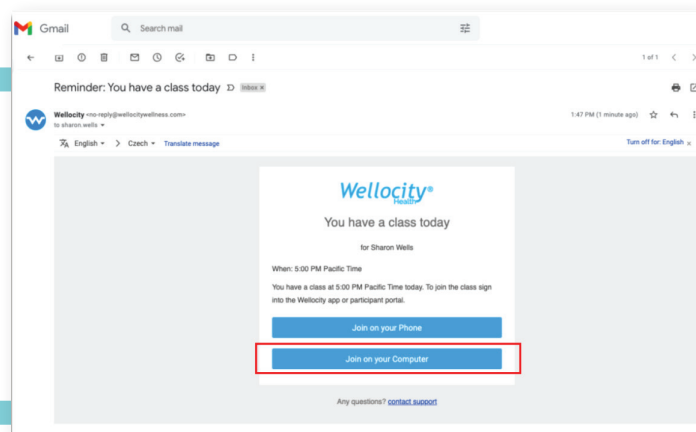 Gmail
Search mail
1 of 1
Reminder: You have a class today
Inbox x
Wellocity <no-reply@wellocitywellness.com>
1:47 PM (1 minute ago)
to sharon.wells
English > Czech Translate message
Turn off for: English x
Wellocity®
Health
You have a class today
for Sharon Wells
When: 5:00 PM Pacific Time
You have a class at 5:00 PM Pacific Time today. To join the class sign
into the Wellocity app or participant portal.
Join on your Phone
Join on your Computer
Any questions? contact support